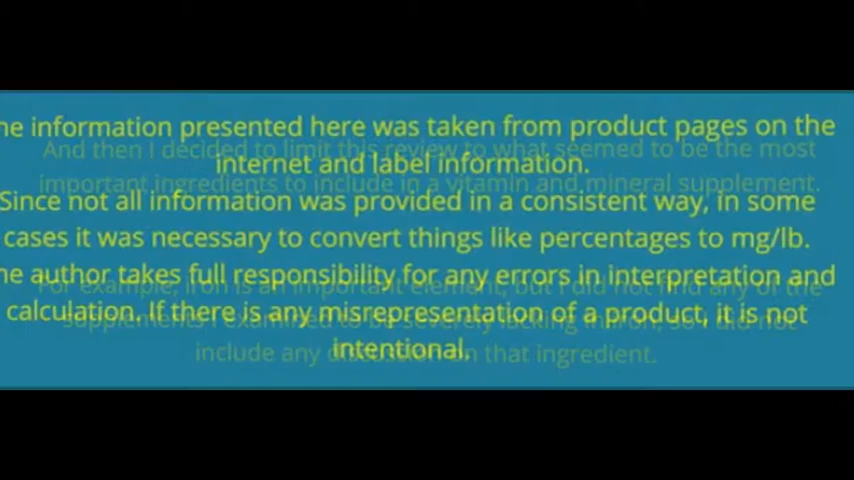 he information presented here was taken from product pages on the
And then I decided to limit this review to what seemed to be the most
internet and label information.
important ingredients to include in a vitamin and mineral supplement.
Since not all information was provided in a consistent way, in some
cases it was necessary to convert things like percentages to mg/lb.
he author takes full responsibility for any errors in interpretation and
For example, iron is an important element, but I did not find any of the
calculation. If there is any misrepresentation of a product, it is not
supplements I examined to be severely lacking in iron, so I did not
intentional.
include any discussion on that ingredient.